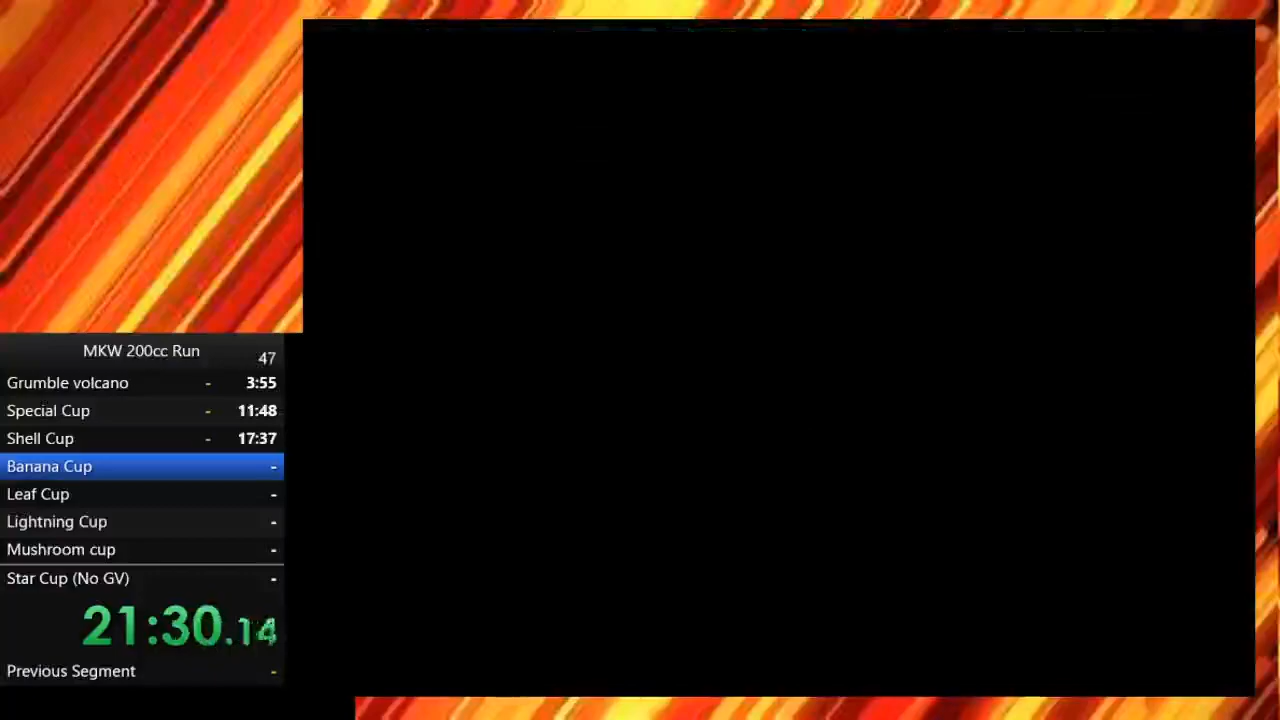 MKW 200cc Run 47
Grumble volcano - 3:55
Special Cup - 11:48
Shell Cup - 17:37
Banana Cup -
Leaf Cup -
Lightning Cup -
Mushroom cup -
Star Cup (No GV) -
21:30.14
Previous Segment -